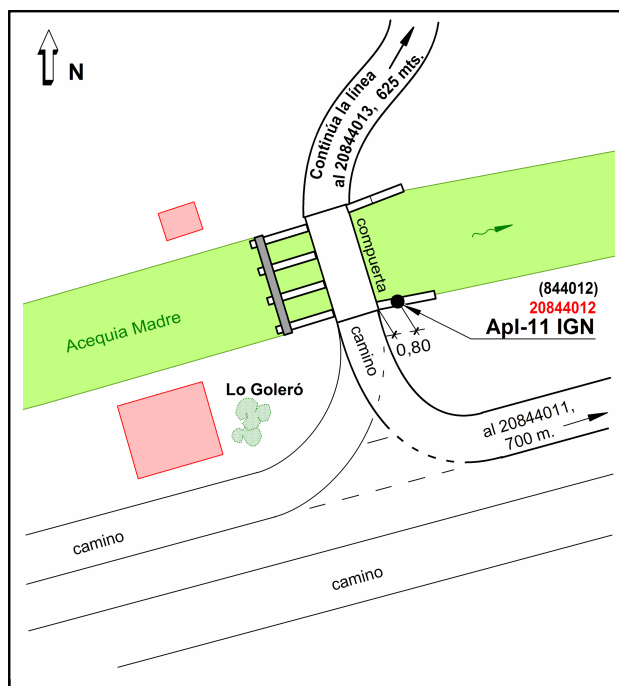 N
Continúa la línea
al 20844013, 625 mts.
compuerta
Acequia Madre
(844012)
20844012
Apl-11 IGN
0,80
camino
Lo Goleró
al 20844011,
700 m.
camino
camino